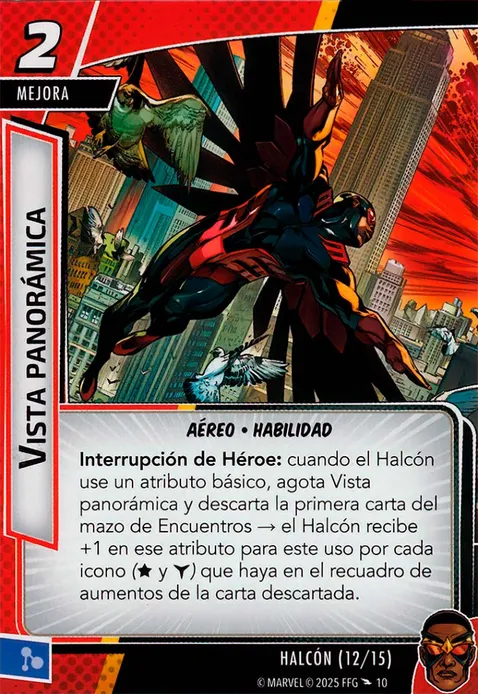 2
MEJORA
VISTA PANORÁMICA
AÉREO • HABILIDAD
Interrupción de Héroe: cuando el Halcón
use un atributo básico, agota Vista
panorámica y descarta la primera carta del
mazo de Encuentros → el Halcón recibe
+1 en ese atributo para este uso por cada
icono (★ y ) que haya en el recuadro de
aumentos de la carta descartada.
HALCÓN (12/15)
© MARVEL © 2025 FFG 10